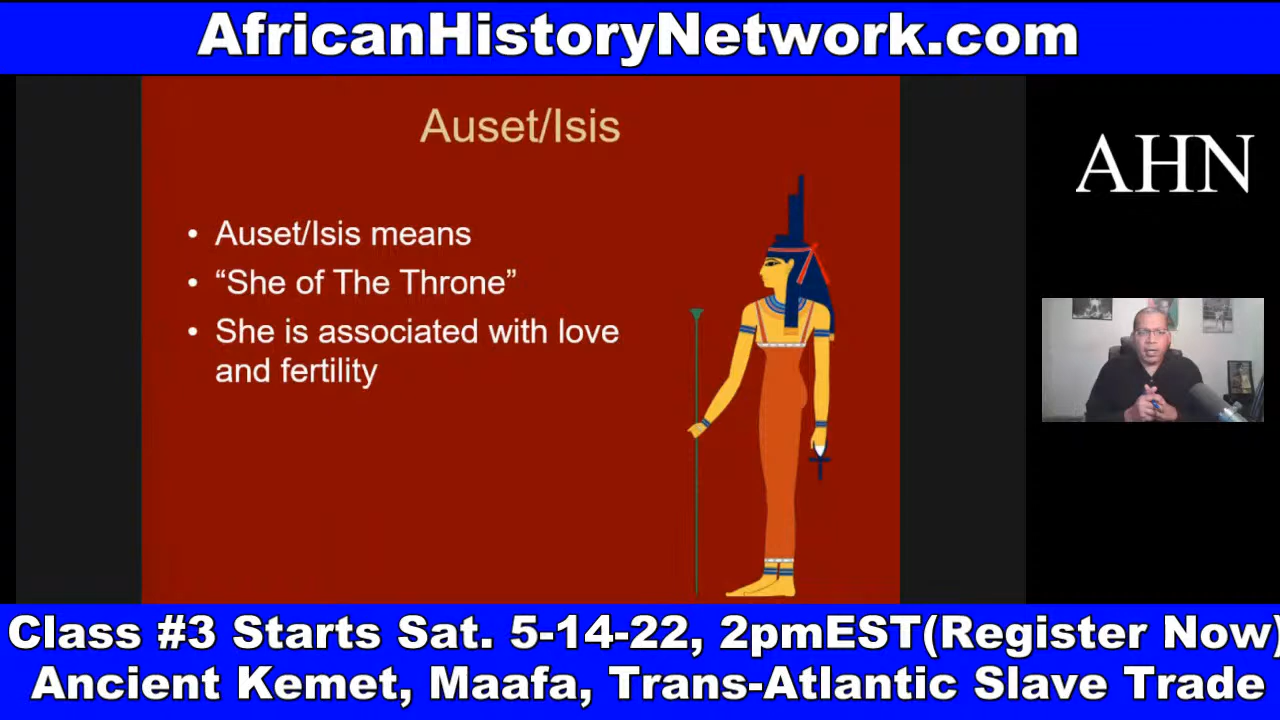 AfricanHistoryNetwork.com
Auset/Isis
AHN
• Auset/Isis means
• “She of The Throne”
• She is associated with love
and fertility
Class #3 Starts Sat. 5-14-22, 2pmEST(Register Now)
Ancient Kemet, Maafa, Trans-Atlantic Slave Trade